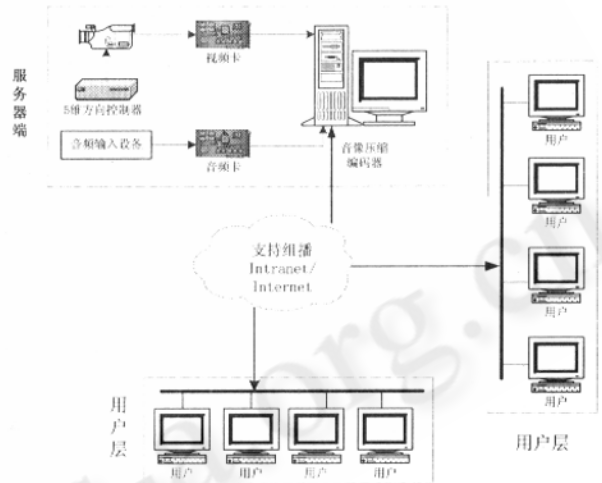 服务器端
视频卡
5维方向控制器
音频输入设备
音频卡
音像压缩
编码器
支持组播
Intranet/
Internet
用户
用户
用户
用户
用户层
用户层
用户
用户
用户
用户